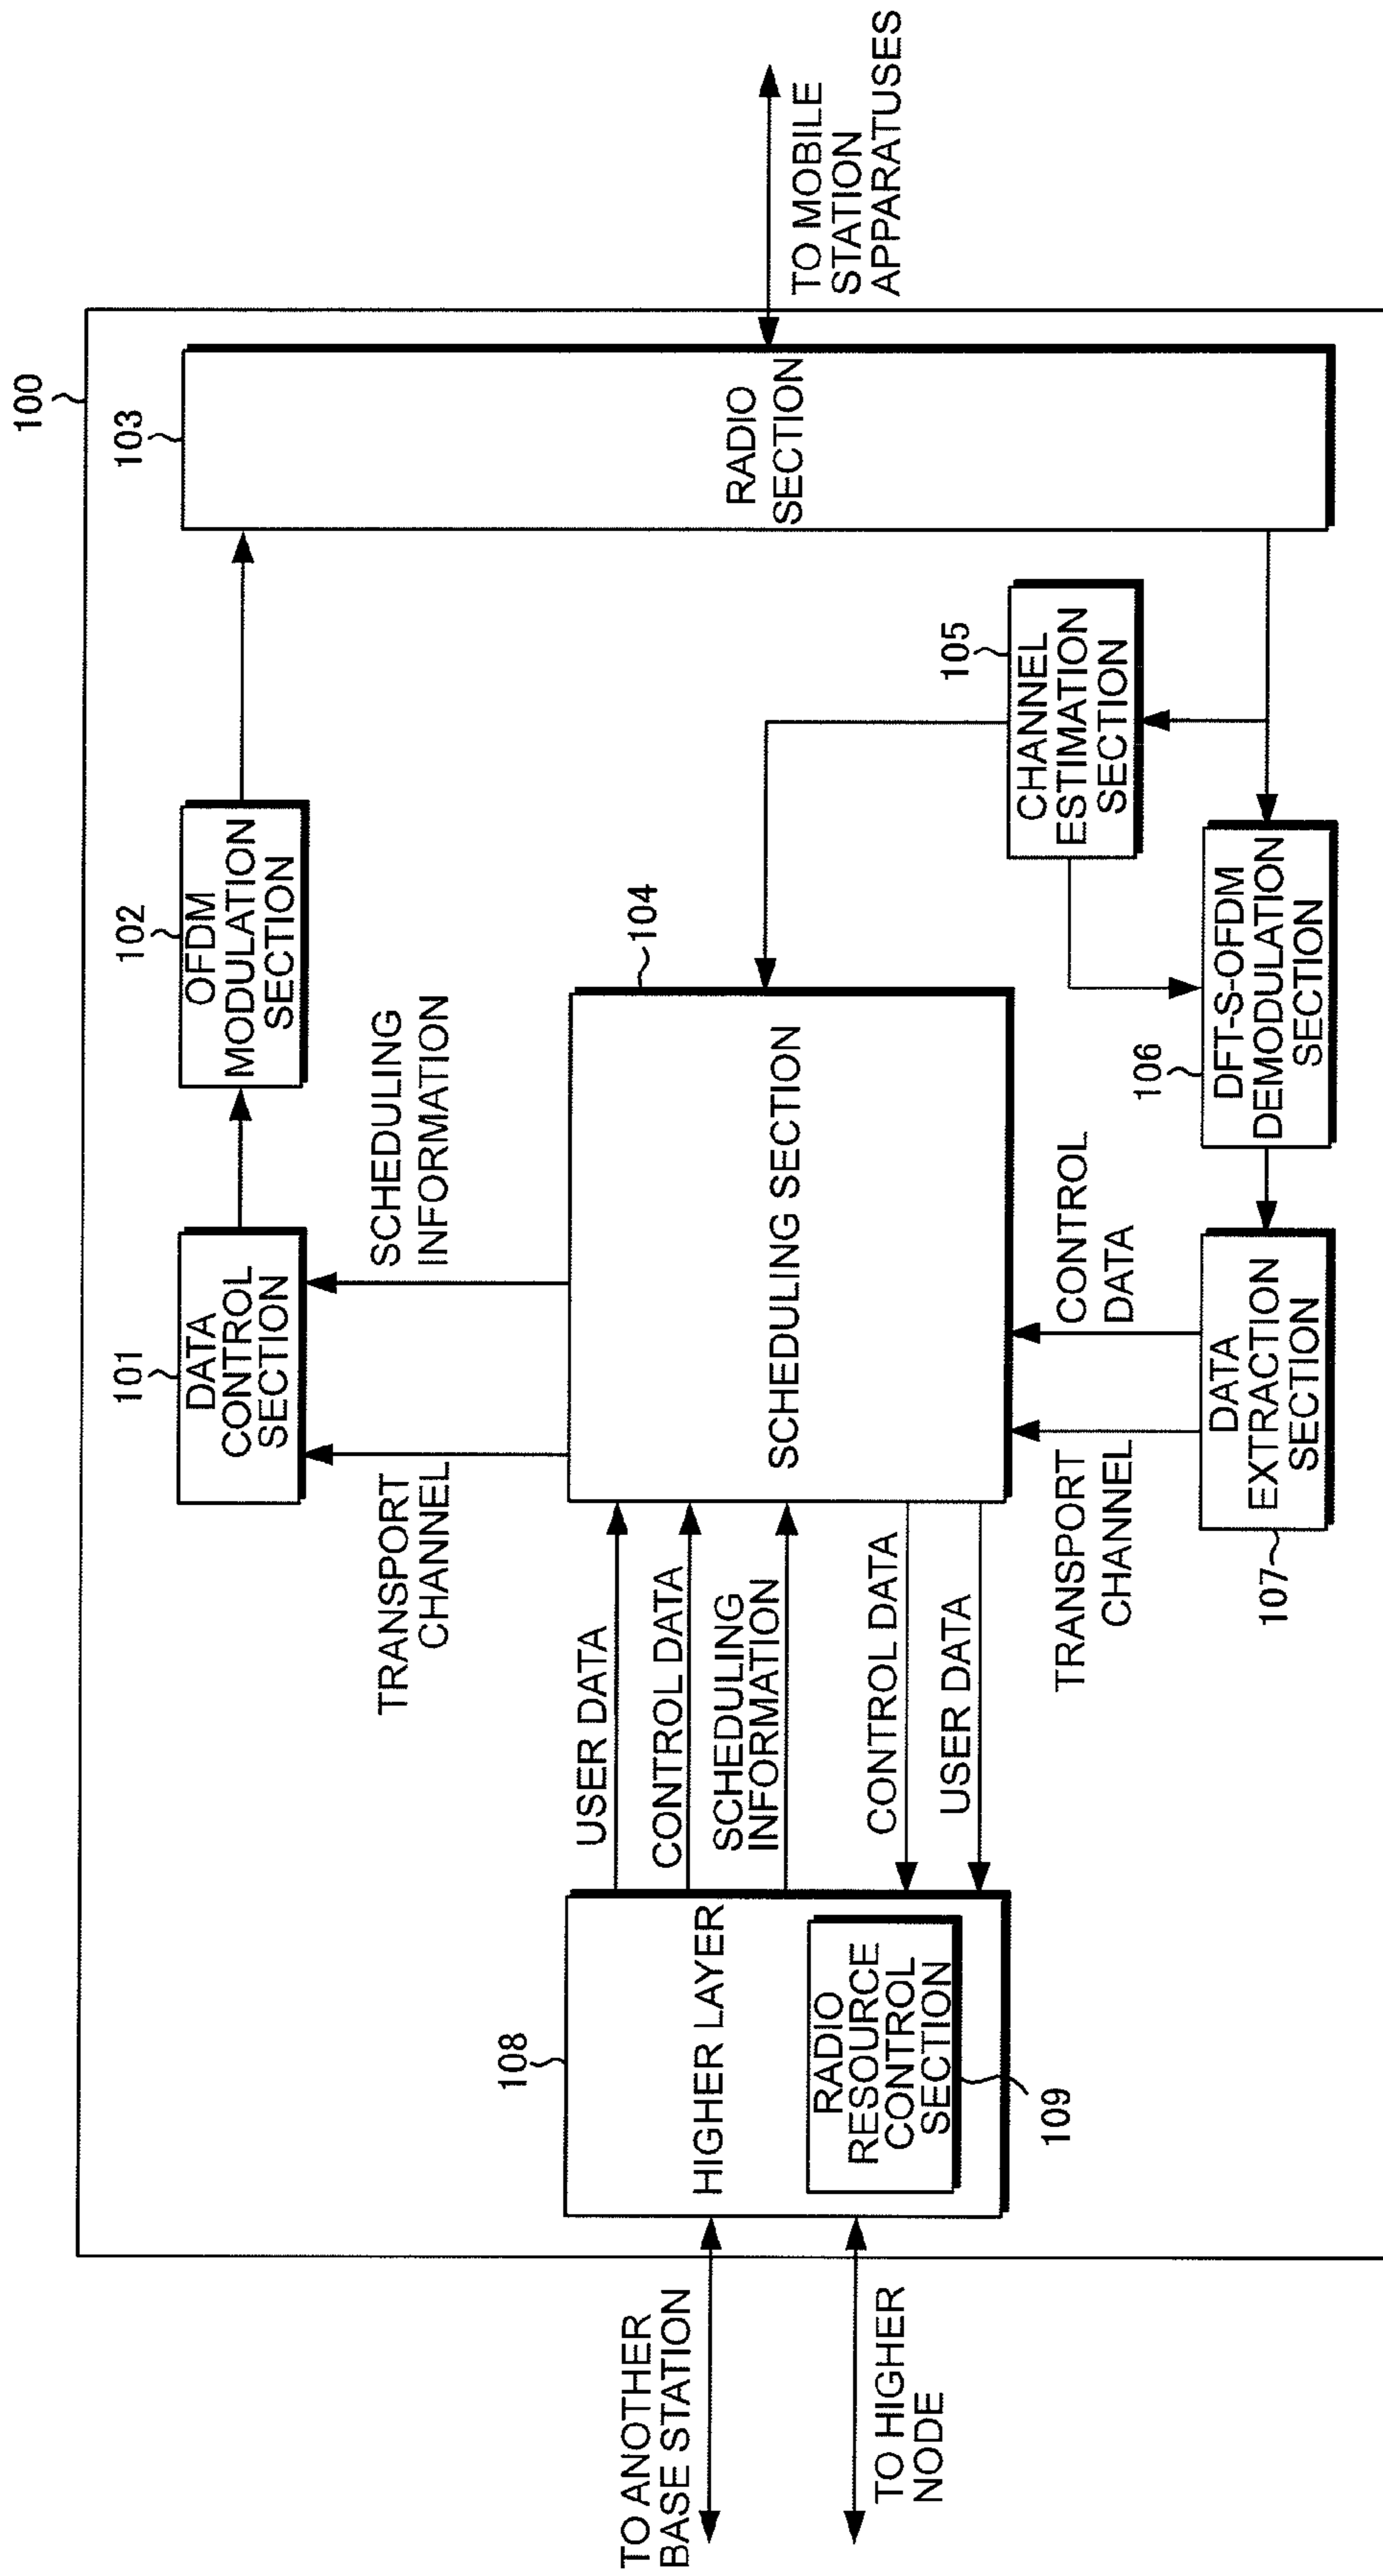 100
103
RADIO
SECTION
TO MOBILE
STATION
APPARATUSES
102
OFDM
MODULATION
SECTION
101
DATA
CONTROL
SECTION
SCHEDULING
INFORMATION
TRANSPORT
CHANNEL
105
CHANNEL
ESTIMATION
SECTION
104
SCHEDULING SECTION
106
DFT-S-OFDM
DEMODULATION
SECTION
CONTROL
DATA
TRANSPORT
CHANNEL
107
DATA
EXTRACTION
SECTION
USER DATA
CONTROL DATA
SCHEDULING
INFORMATION
CONTROL DATA
USER DATA
108
HIGHER LAYER
RADIO
RESOURCE
CONTROL
SECTION
109
TO ANOTHER
BASE STATION
TO HIGHER
NODE